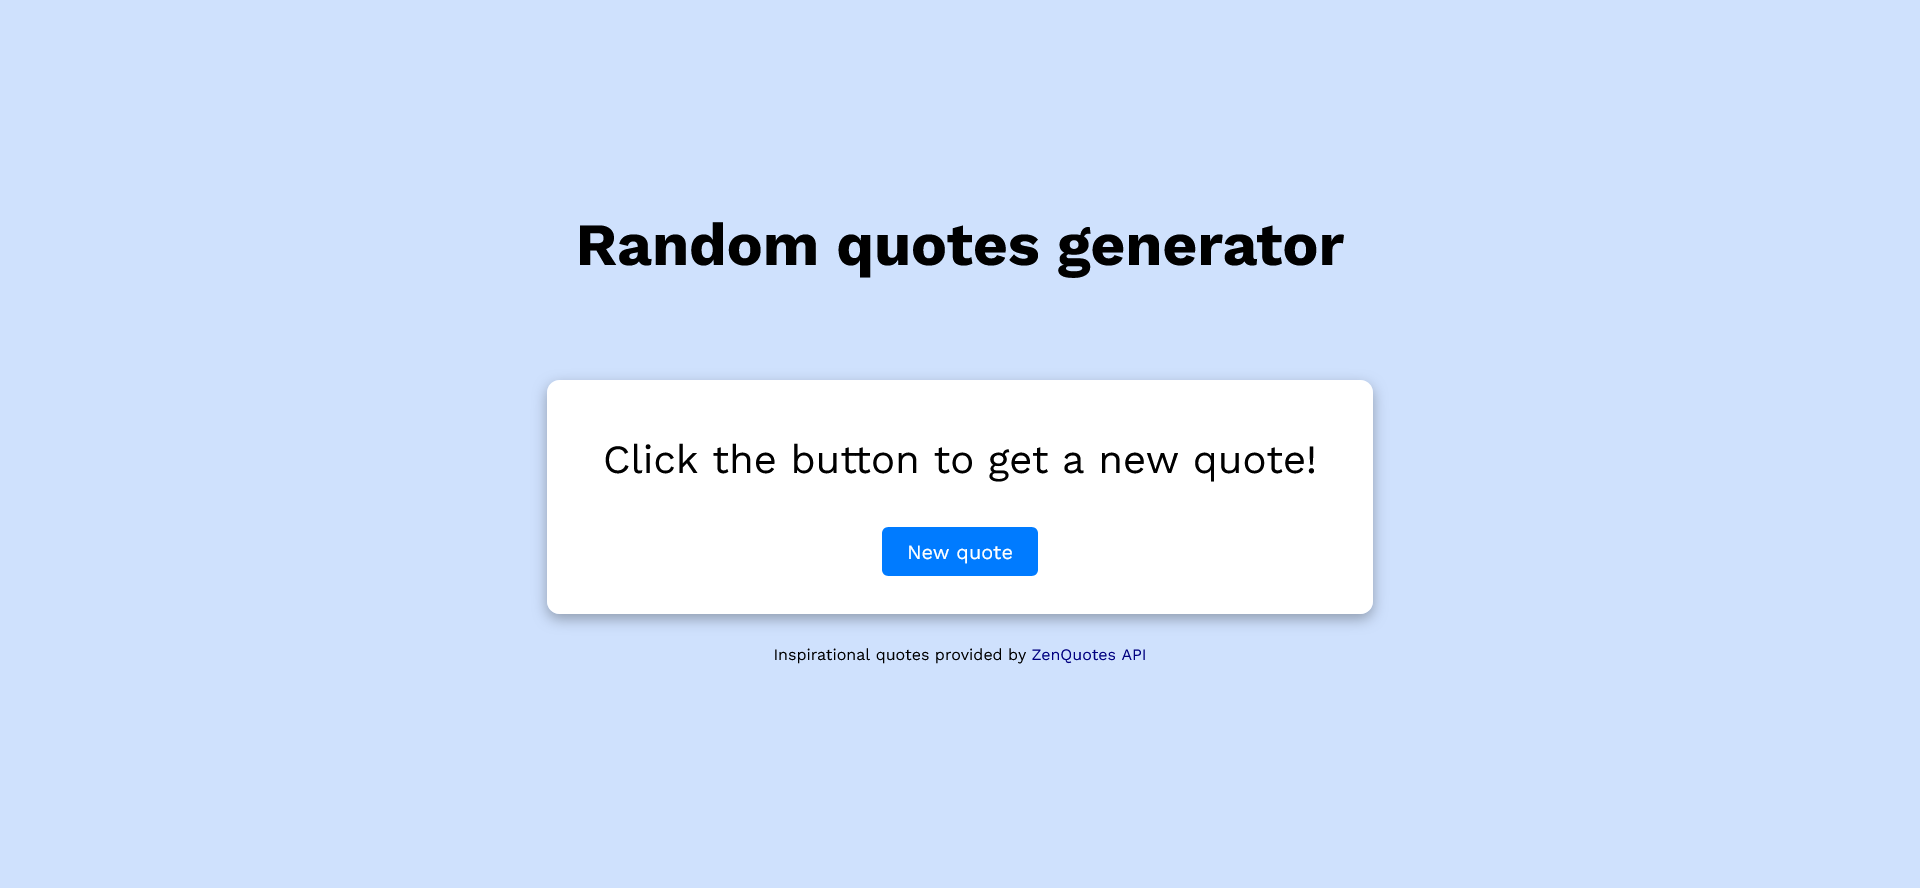 Random quotes generator
Click the button to get a new quote!
New quote
Inspirational quotes provided by ZenQuotes API